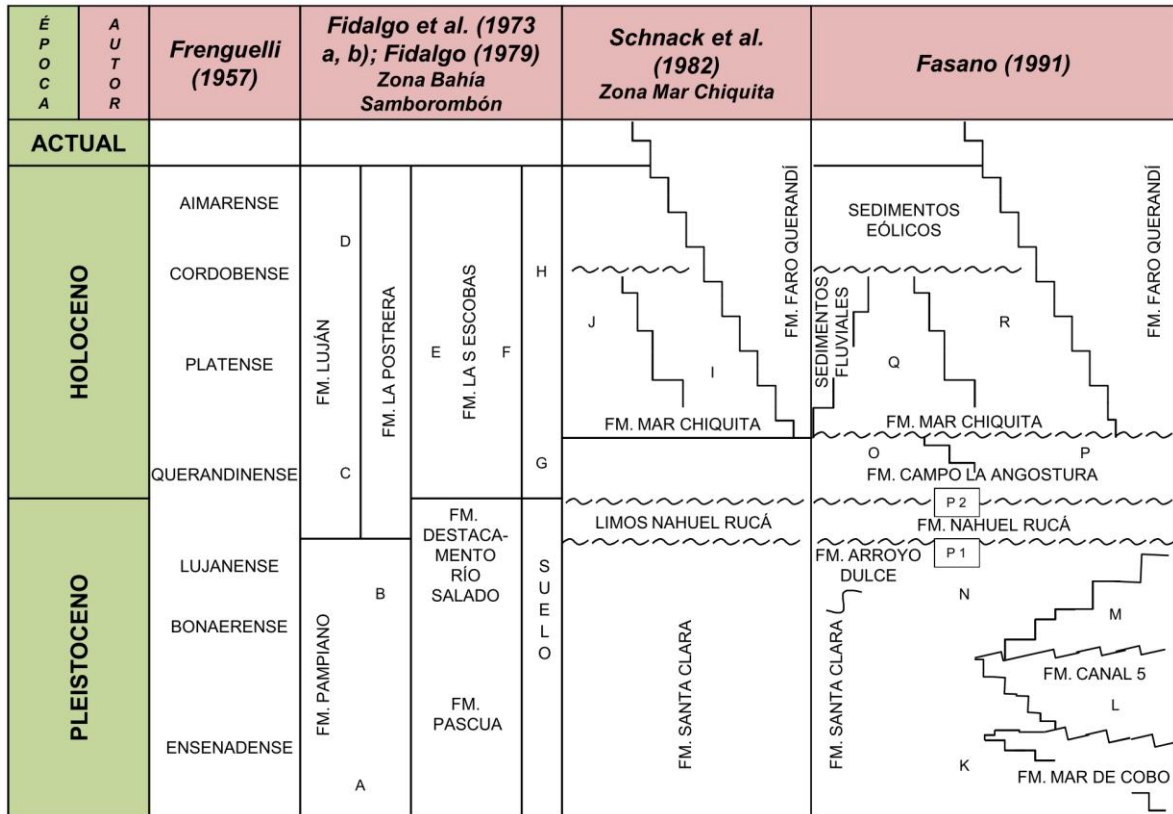 ÉPOCA
AUTOR
Frenguelli
(1957)
Fidalgo et al. (1973
a, b); Fidalgo (1979)
Zona Bahía
Samborombón
Schnack et al.
(1982)
Zona Mar Chiquita
Fasano (1991)
ACTUAL
HOLOCENO
PLEISTOCENO
AIMARENSE
CORDOBENSE
PLATENSE
QUERANDINENSE
LUJANENSE
BONAERENSE
ENSENADENSE
D
FM. LUJÁN
C
FM. LA POSTRERA
B
FM. PAMPIANO
A
E
FM. LA S ESCOBAS
F
FM.
DESTACA-
MENTO
RÍO
SALADO
FM.
PASCUA
H
G
SUELO
J
I
FM. FARO QUERANDÍ
FM. MAR CHIQUITA
LIMOS NAHUEL RUCÁ
FM. SANTA CLARA
SEDIMENTOS
EÓLICOS
FM. FARO QUERANDÍ
SEDIMENTOS
FLUVIALES
R
Q
FM. MAR CHIQUITA
O
P
FM. CAMPO LA ANGOSTURA
P 2
FM. NAHUEL RUCÁ
P 1
FM. ARROYO
DULCE
N
M
FM. SANTA CLARA
FM. CANAL 5
L
K
FM. MAR DE COBO